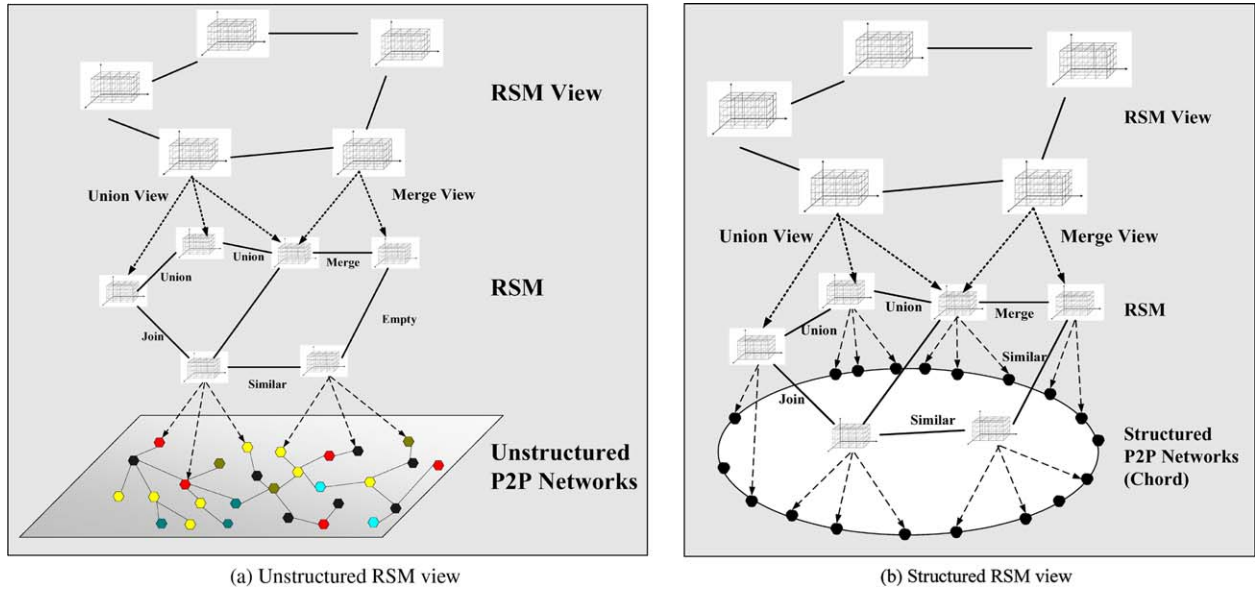 RSM View
Union View
Merge View
Union
Union
Merge
RSM
Join
Empty
Similar
Unstructured
P2P Networks
(a) Unstructured RSM view
RSM View
Union View
Merge View
Union
Union
Merge
RSM
Similar
Join
Similar
Structured
P2P Networks
(Chord)
(b) Structured RSM view